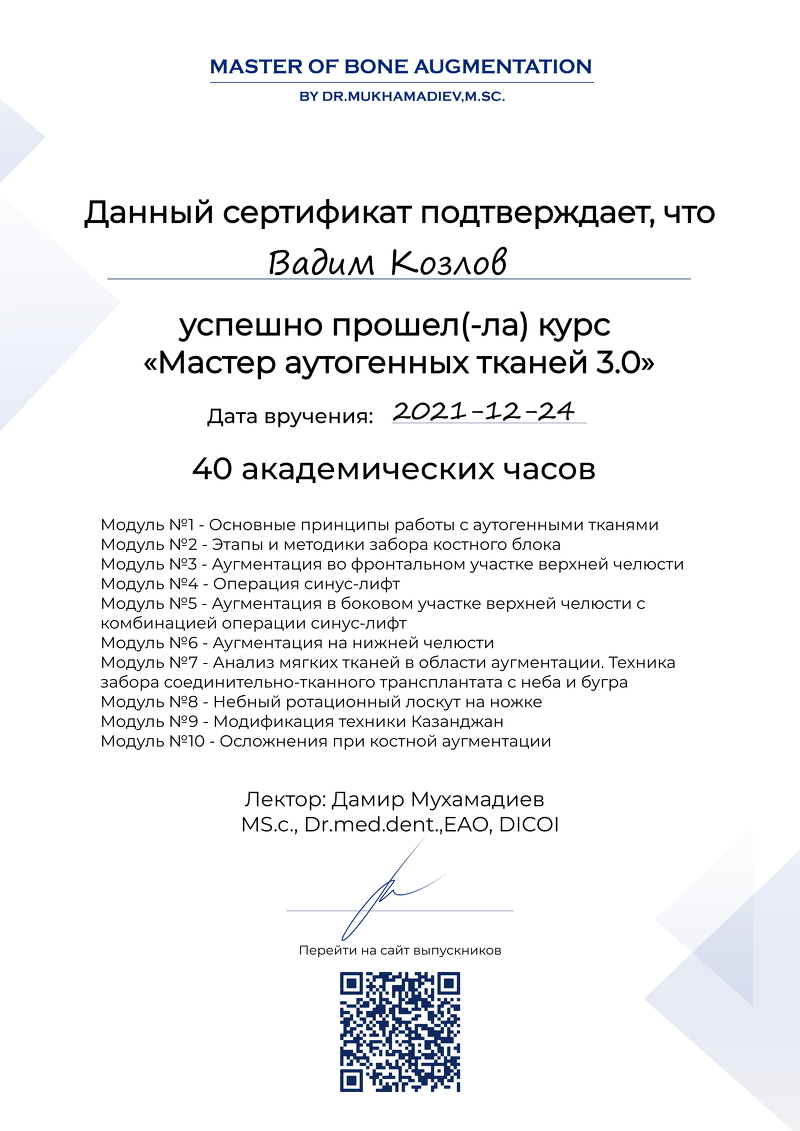 MASTER OF BONE AUGMENTATION
BY DR.MUKHAMADIEV,M.SC.
Данный сертификат подтверждает, что
Вадим Козлов
успешно прошел(-ла) курс
«Мастер аутогенных тканей 3.0»
Дата вручения: 2021-12-24
40 академических часов
Модуль №1 - Основные принципы работы с аутогенными тканями
Модуль №2 - Этапы и методики забора костного блока
Модуль №3 - Аугментация во фронтальном участке верхней челюсти
Модуль №4 - Операция синус-лифт
Модуль №5 - Аугментация в боковом участке верхней челюсти с
комбинацией операции синус-лифт
Модуль №6 - Аугментация на нижней челюсти
Модуль №7 - Анализ мягких тканей в области аугментации. Техника
забора соединительно-тканного трансплантата с неба и бугра
Модуль №8 - Небный ротационный лоскут на ножке
Модуль №9 - Модификация техники Казанджан
Модуль №10 - Осложнения при костной аугментации
Лектор: Дамир Мухамадиев
MS.c., Dr.med.dent.,EAO, DICOI
Перейти на сайт выпускников